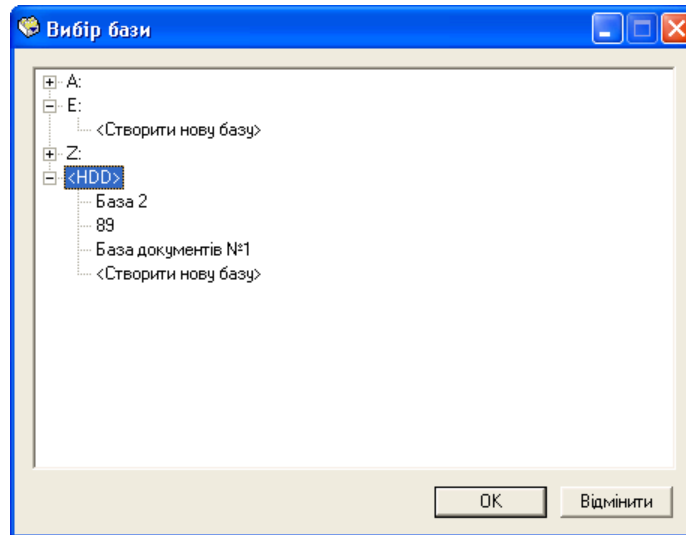 Вибір бази
A:
E:
<Створити нову базу>
Z:
<HDD>
База 2
89
База документів №1
<Створити нову базу>
OK
Відмінити